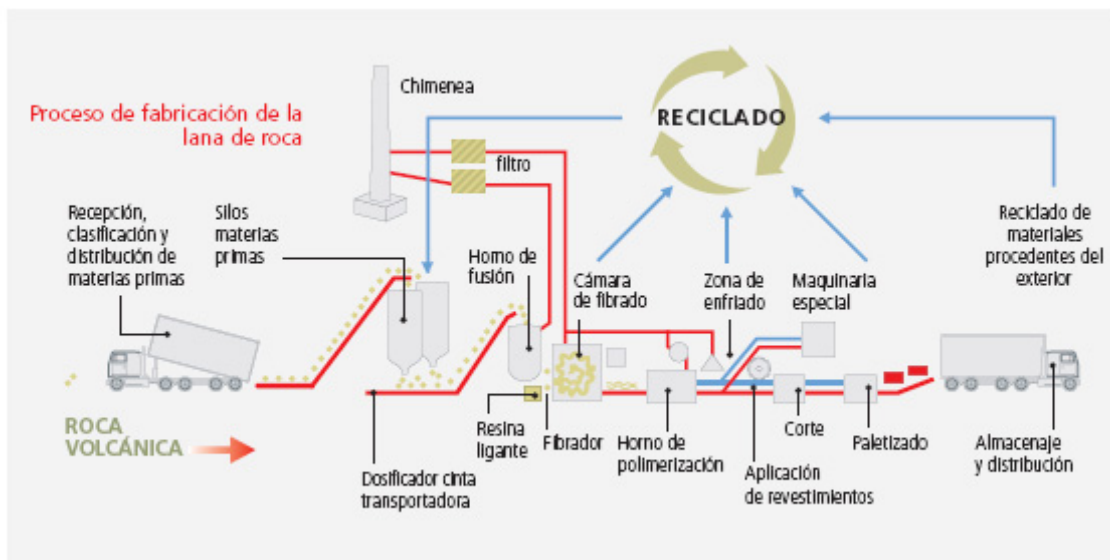 Proceso de fabricación de la
lana de roca
Chimenea
RECICLADO
filtro
Recepción,
clasificación y
distribución de
materias primas
Silos
materias
primas
Horno de
fusión
Cámara
de fibrado
Zona de
enfriado
Maquinaria
especial
Reciclado de
materiales
procedentes del
exterior
ROCA
VOLCÁNICA
Dosificador cinta
transportadora
Resina
ligante
Fibrador
Horno de
polimerización
Aplicación
de revestimientos
Corte
Paletizado
Almacenaje
y distribución